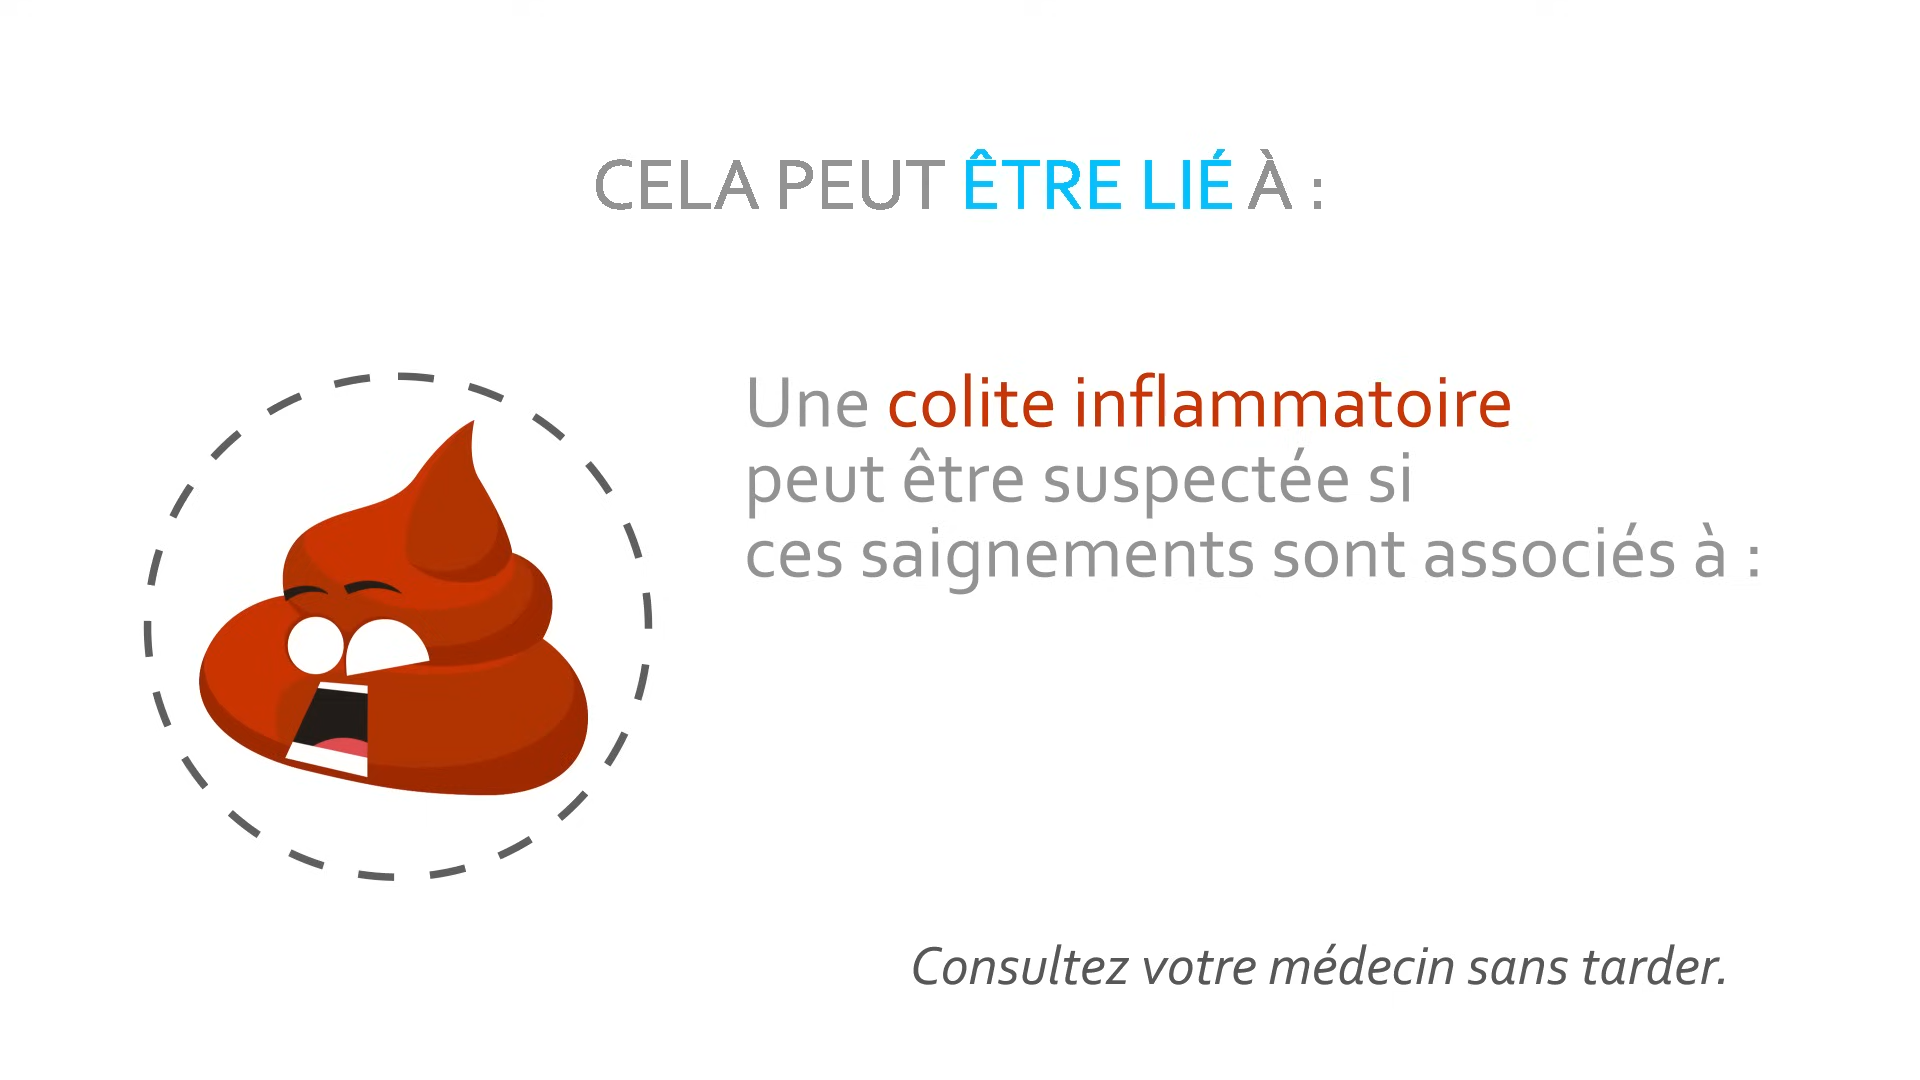 CELA PEUT ÊTRE LIÉ À :
Une colite inflammatoire
peut être suspectée si
ces saignements sont associés à :
Consultez votre médecin sans tarder.